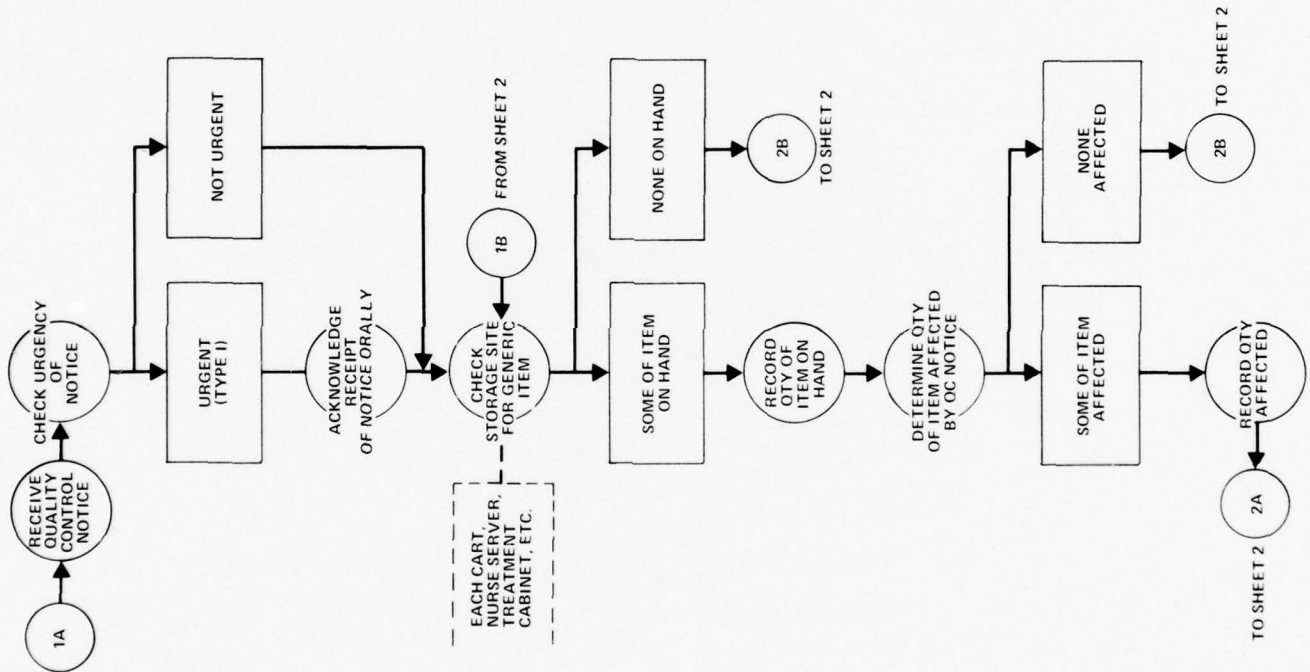 1A
RECEIVE
QUALITY
CONTROL
NOTICE
CHECK URGENCY
OF
NOTICE
URGENT
(TYPE I)
NOT URGENT
ACKNOWLEDGE
RECEIPT
OF NOTICE ORALLY
1B
FROM SHEET 2
CHECK
STORAGE SITE
FOR GENERIC
ITEM
EACH CART,
NURSE SERVER,
TREATMENT
CABINET, ETC.
SOME OF ITEM
ON HAND
NONE ON HAND
2B
TO SHEET 2
RECORD
QTY OF
ITEM ON
HAND
DETERMINE QTY
OF ITEM AFFECTED
BY QC NOTICE
SOME OF ITEM
AFFECTED
NONE
AFFECTED
2B
TO SHEET 2
RECORD QTY
AFFECTED
2A
TO SHEET 2